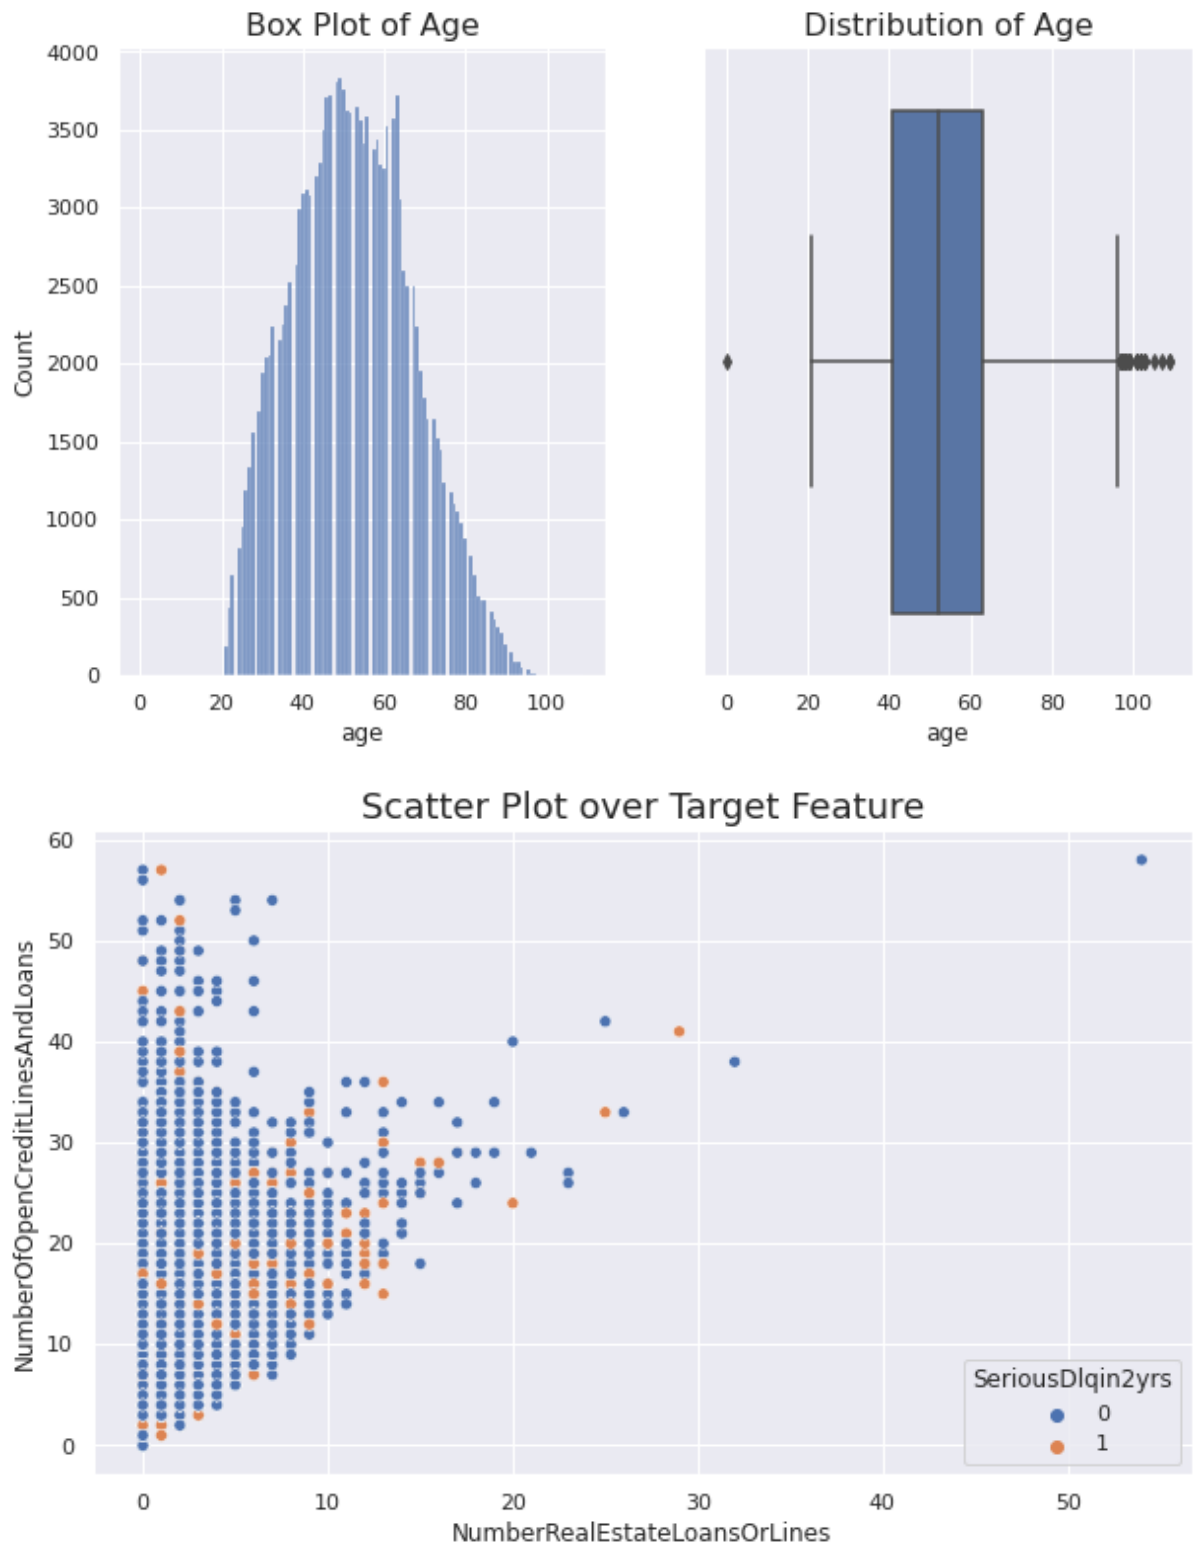 Box Plot of Age
Distribution of Age
4000
3500
3000
2500
2000
1500
1000
500
0
Count
0 20 40 60 80 100
age
0 20 40 60 80 100
age
Scatter Plot over Target Feature
60
50
40
30
20
10
0
NumberOfOpenCreditLinesAndLoans
SeriousDlqin2yrs
0
1
0 10 20 30 40 50
NumberRealEstateLoansOrLines